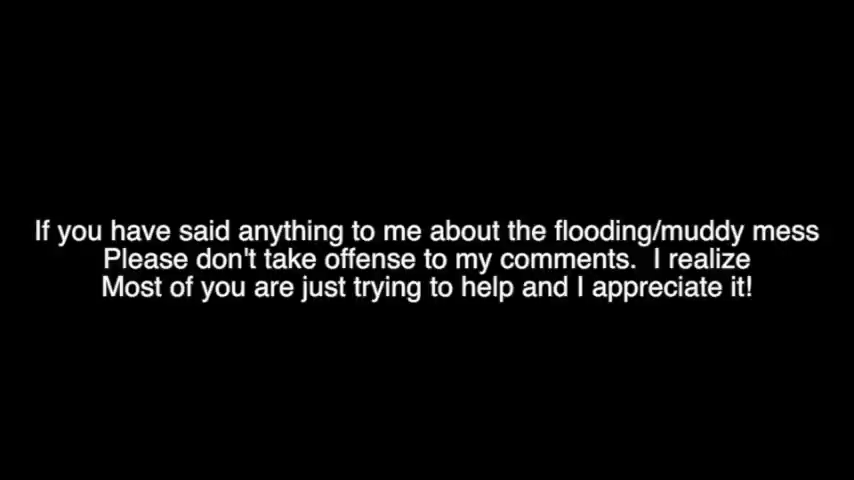 If you have said anything to me about the flooding/muddy mess
Please don't take offense to my comments.  I realize
Most of you are just trying to help and I appreciate it!